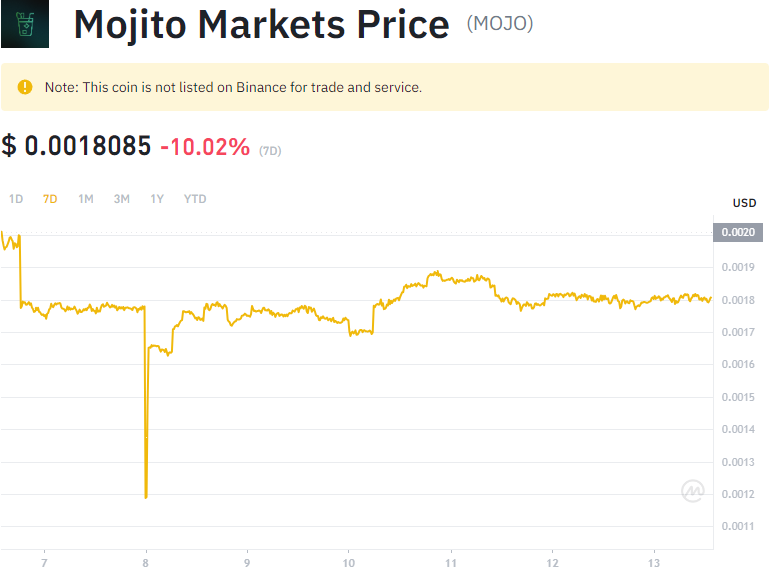 Mojito Markets Price (MOJO)
Note: This coin is not listed on Binance for trade and service.
$ 0.0018085 -10.02% (7D)
1D 7D 1M 3M 1Y YTD
USD
0.0020
0.0019
0.0018
0.0017
0.0016
0.0015
0.0014
0.0013
0.0012
0.0011
7 8 9 10 11 12 13